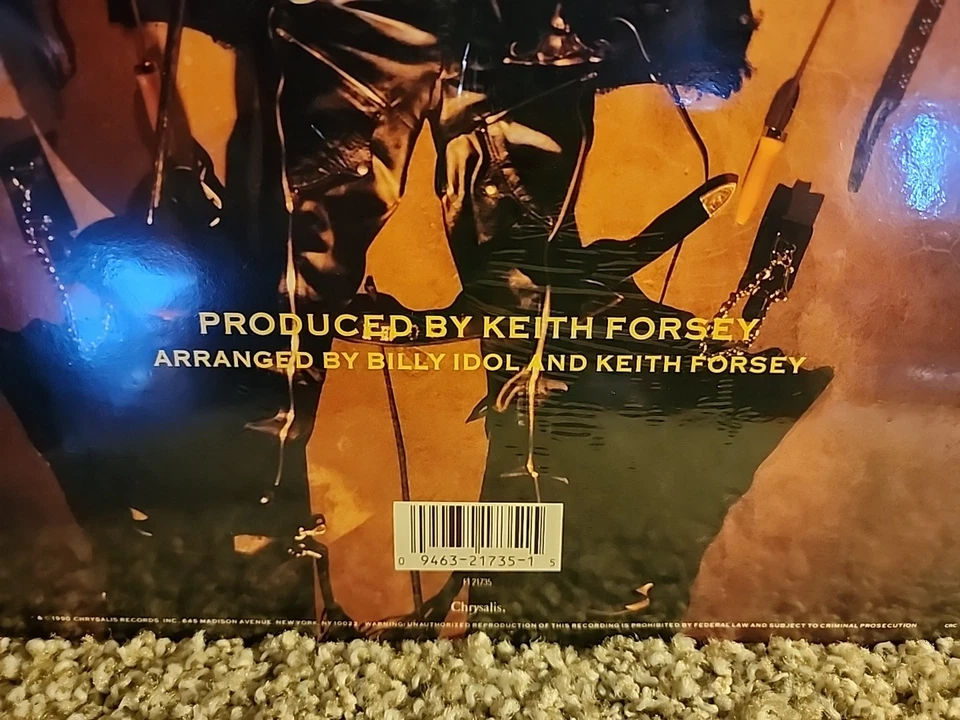 PRODUCED BY KEITH FORSEY
ARRANGED BY BILLY IDOL AND KEITH FORSEY
0 9463-21735-1 5
F1 21735
Chrysalis.
& ©1990 CHRYSALIS RECORDS, INC. 645 MADISON AVENUE, NEW YORK, NY 10022 WARNING: UNAUTHORIZED REPRODUCTION OF THIS RECORDING IS PROHIBITED BY FEDERAL LAW AND SUBJECT TO CRIMINAL PROSECUTION